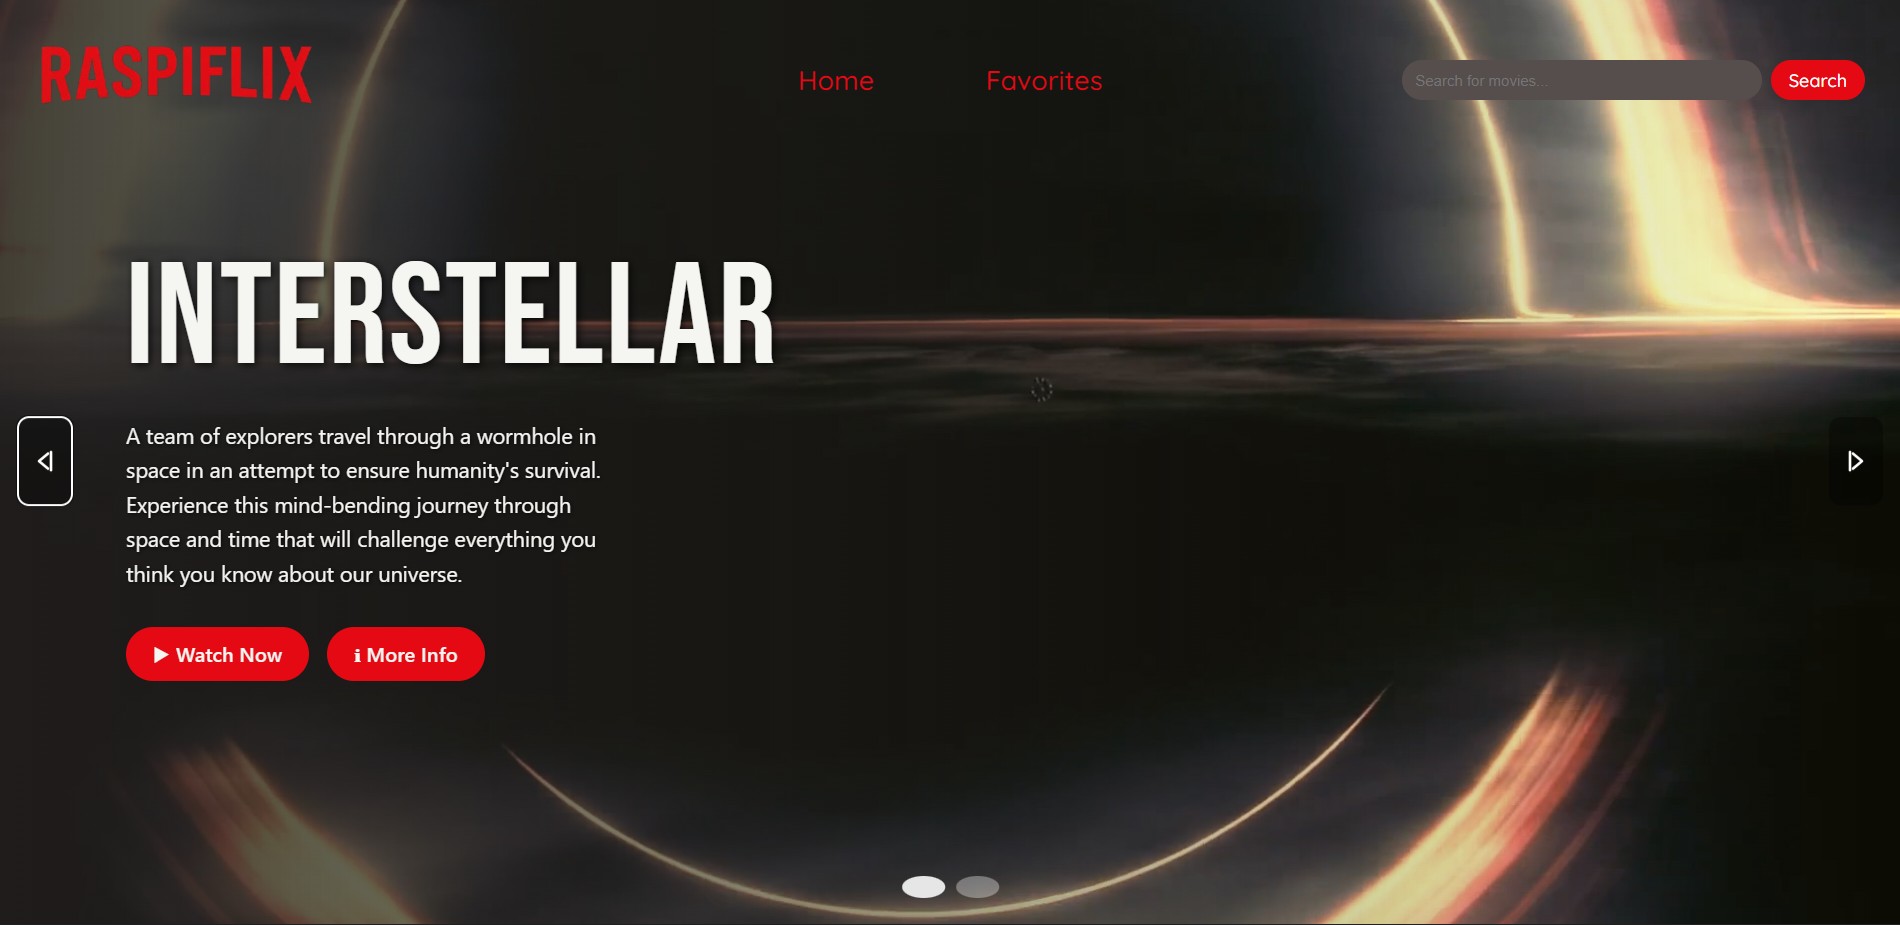 RASPIFLIX
Home
Favorites
Search for movies...
Search
INTERSTELLAR
A team of explorers travel through a wormhole in
space in an attempt to ensure humanity's survival.
Experience this mind-bending journey through
space and time that will challenge everything you
think you know about our universe.
▶ Watch Now
ℹ More Info